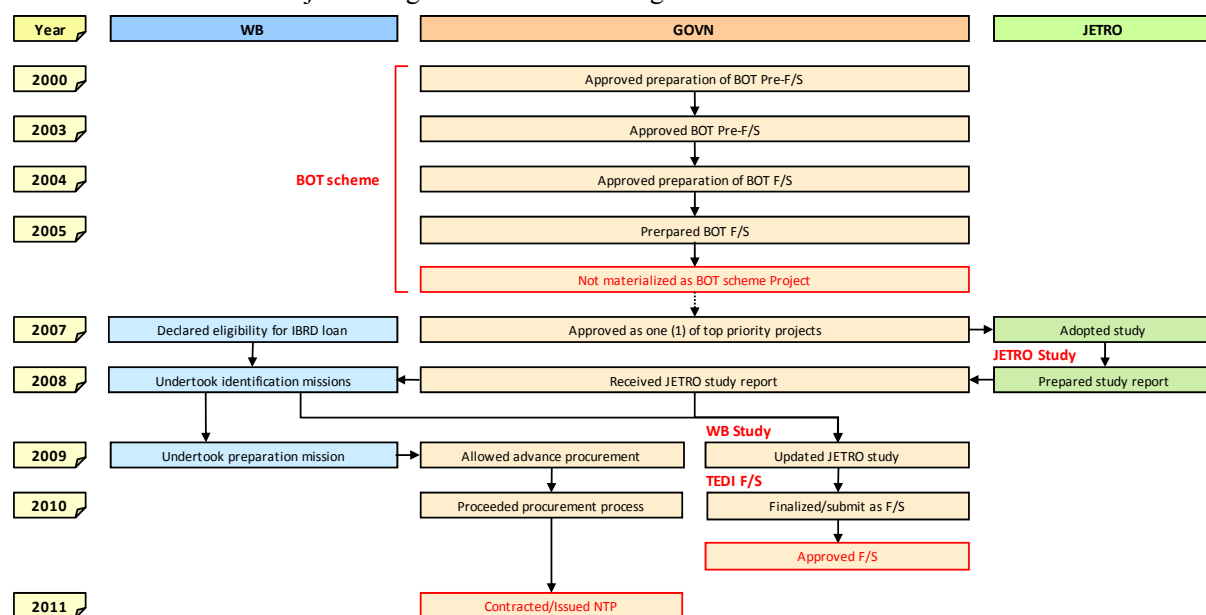 Year WB GOVN JETRO
2000 Approved preparation of BOT Pre-F/S
2003 Approved BOT Pre-F/S
BOT scheme
2004 Approved preparation of BOT F/S
2005 Prerpared BOT F/S
Not materialized as BOT scheme Project
2007 Declared eligibility for IBRD loan Approved as one (1) of top priority projects Adopted study
JETRO Study
2008 Undertook identification missions Received JETRO study report Prepared study report
WB Study
2009 Undertook preparation mission Allowed advance procurement Updated JETRO study
TEDI F/S
2010 Proceeded procurement process Finalized/submit as F/S
Approved F/S
2011 Contracted/Issued NTP